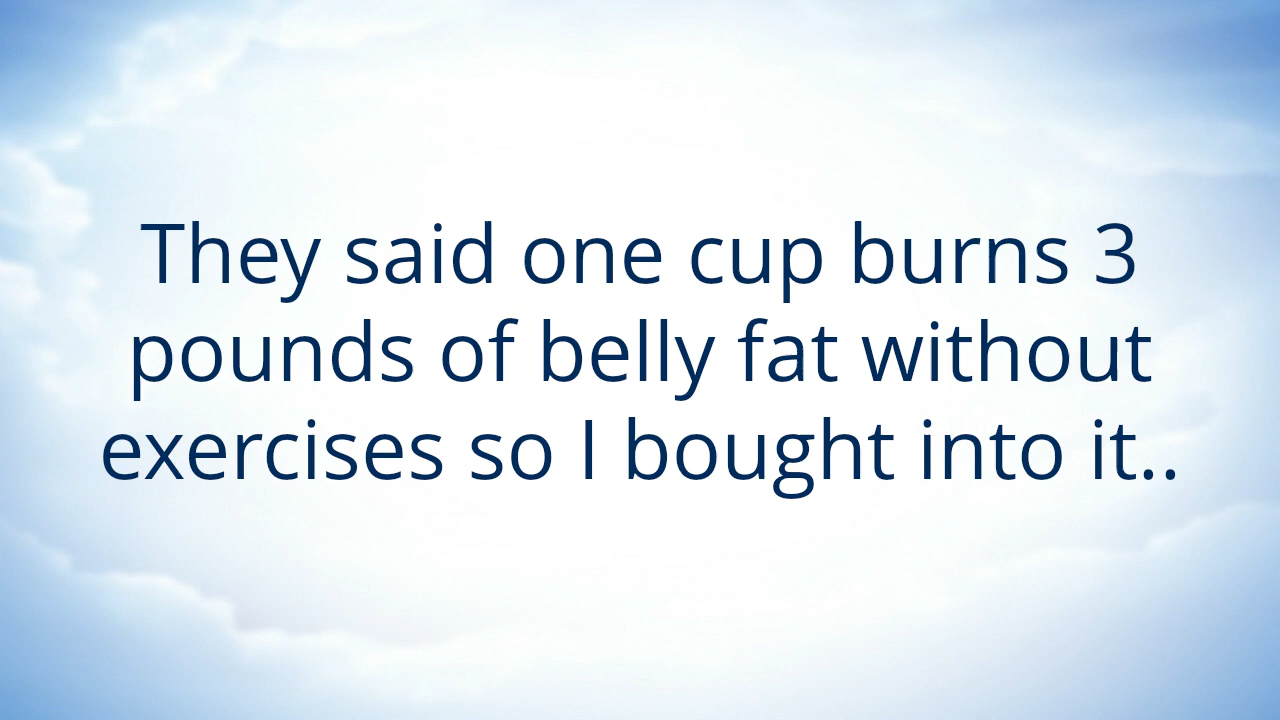 They said one cup burns 3
pounds of belly fat without
exercises so I bought into it..